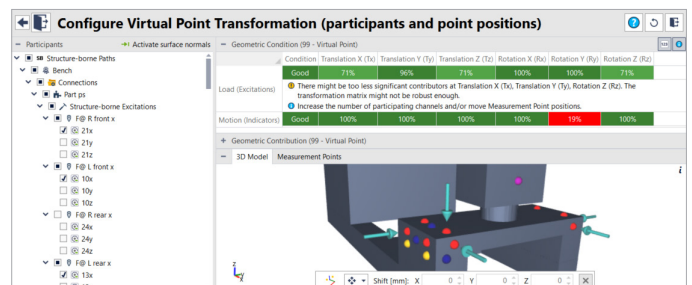 Configure Virtual Point Transformation (participants and point positions)
Participants
Activate surface normals
SB Structure-borne Paths
Bench
Connections
Part ps
Structure-borne Excitations
F@ R front x
21x
21y
21z
F@ L front x
10x
10y
10z
F@ R rear x
24x
24y
24z
F@ L rear x
13x
Geometric Condition (99 - Virtual Point)
Condition Translation X (Tx) Translation Y (Ty) Translation Z (Tz) Rotation X (Rx) Rotation Y (Ry) Rotation Z (Rz)
Load (Excitations) Good 71% 96% 71% 100% 100% 71%
There might be too less significant contributors at Translation X (Tx), Translation Y (Ty), Rotation Z (Rz). The
transformation matrix might not be robust enough.
Increase the number of participating channels and/or move Measurement Point positions.
Motion (Indicators) Good 100% 100% 100% 100% 19% 100%
Geometric Contribution (99 - Virtual Point)
3D Model Measurement Points
i
z
Shift [mm]: X 0 Y 0 Z 0